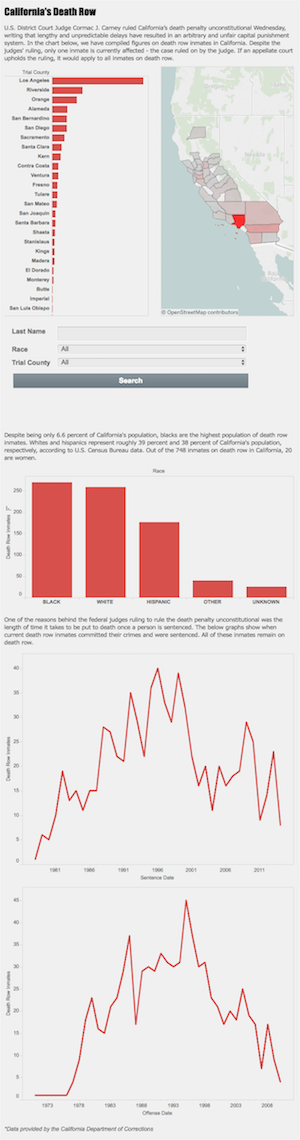 California's Death Row
U.S. District Court Judge Cormac J. Carney ruled California's death penalty unconstitutional Wednesday,
writing that lengthy and unpredictable delays have resulted in an arbitrary and unfair capital punishment
system. In the chart below, we have compiled figures on death row inmates in California. Despite the
judges' ruling, only one inmate is currently affected - the case ruled on by the judge. If an appellate court
upholds the ruling, it would apply to all inmates on death row.
Trial County
Los Angeles
Riverside
Orange
Alameda
San Bernardino
San Diego
Sacramento
Santa Clara
Kern
Contra Costa
Ventura
Fresno
Tulare
San Mateo
San Joaquin
Santa Barbara
Shasta
Stanislaus
Kings
Madera
El Dorado
Monterey
Butte
Imperial
San Luis Obispo
© OpenStreetMap contributors
Last Name
Race
All
Trial County
All
Search
Despite being only 6.6 percent of California's population, blacks are the highest population of death row
inmates. Whites and hispanics represent roughly 39 percent and 38 percent of California's population,
respectively, according to U.S. Census Bureau data. Out of the 748 inmates on death row in California, 20
are women.
Race
Death Row Inmates
250
200
150
100
50
0
BLACK
WHITE
HISPANIC
OTHER
UNKNOWN
One of the reasons behind the federal judges ruling to rule the death penalty unconstitutional was the
length of time it takes to be put to death once a person is sentenced. The below graphs show when
current death row inmates committed their crimes and were sentenced. All of these inmates remain on
death row.
Death Row Inmates
40
35
30
25
20
15
10
5
0
1981
1986
1991
1996
2001
2006
2011
Sentence Date
Death Row Inmates
45
40
35
30
25
20
15
10
5
0
1973
1978
1983
1988
1993
1998
2003
2008
Offense Date
*Data provided by the California Department of Corrections